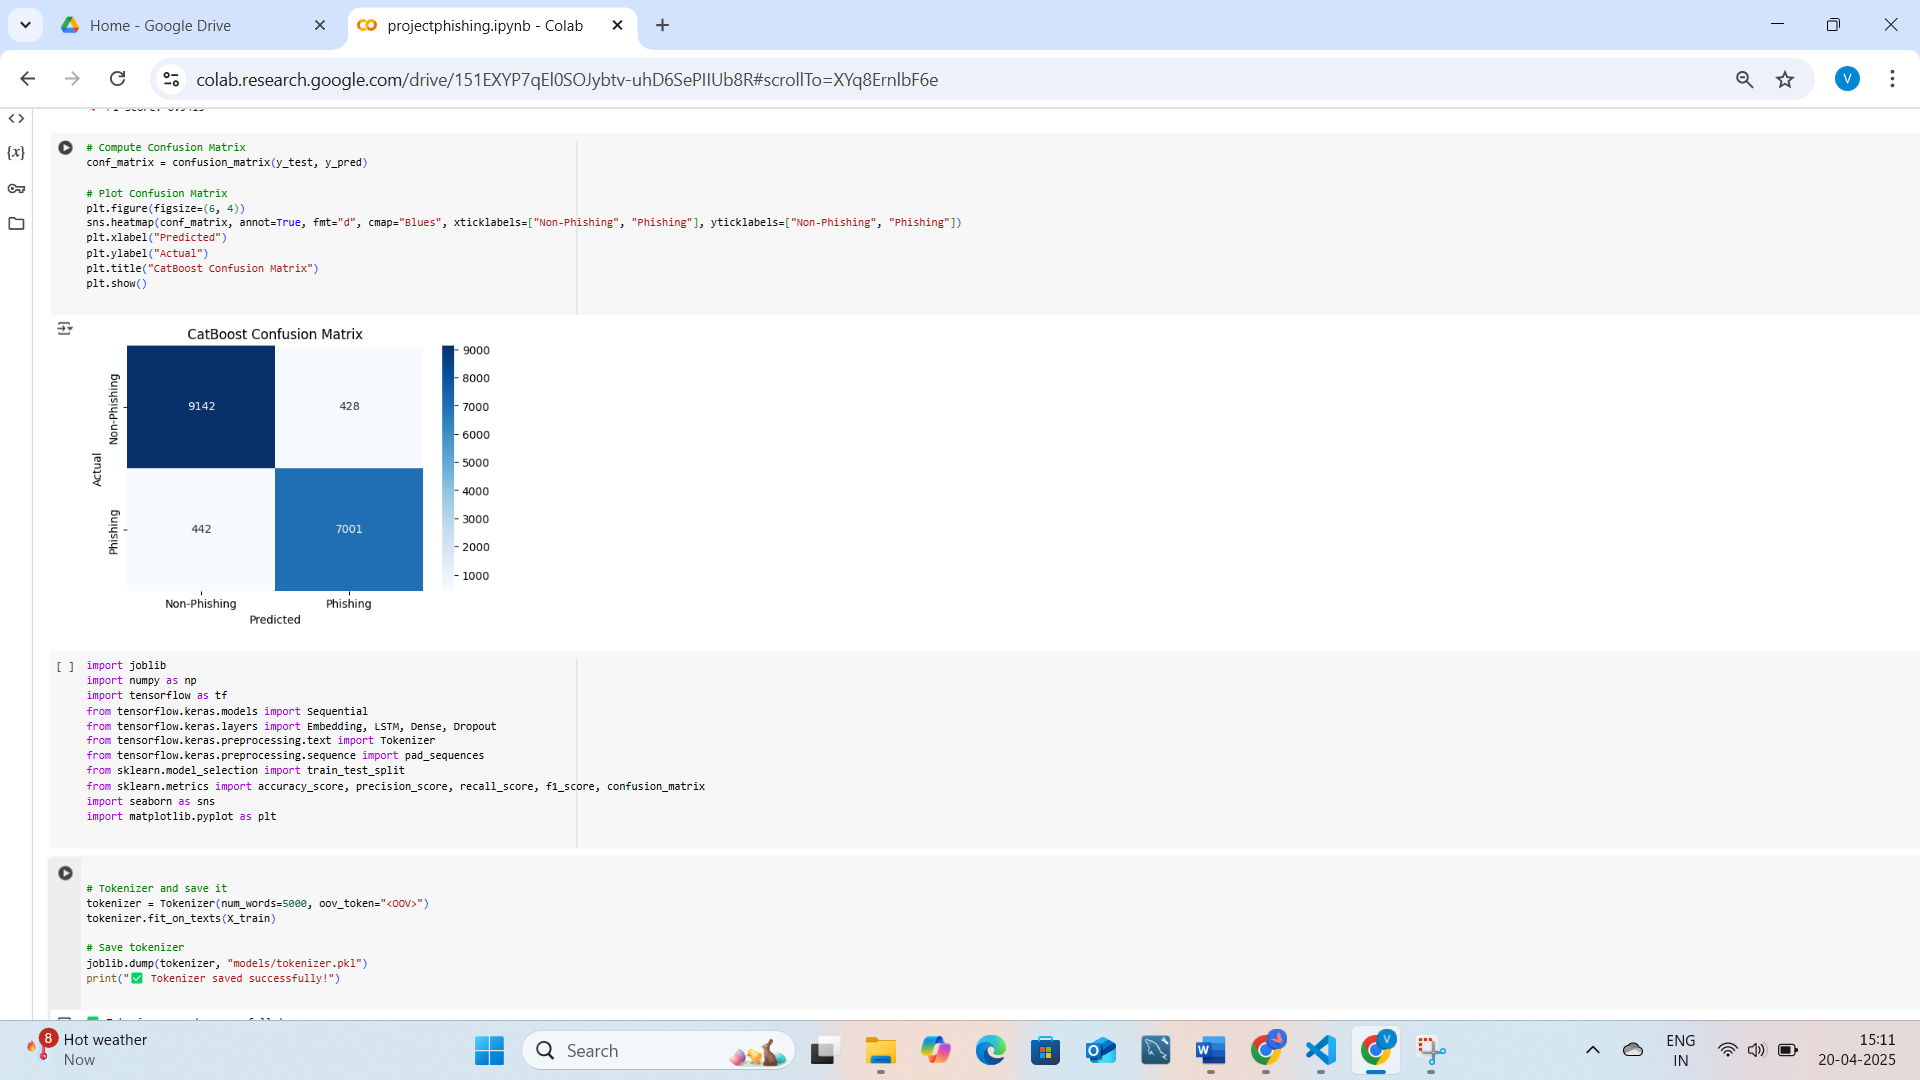 Home - Google Drive
projectphishing.ipynb - Colab
colab.research.google.com/drive/151EXYP7qEl0SOJybtv-uhD6SePIIUb8R#scrollTo=XYq8ErnlbF6e
V
# Compute Confusion Matrix
conf_matrix = confusion_matrix(y_test, y_pred)
# Plot Confusion Matrix
plt.figure(figsize=(6, 4))
sns.heatmap(conf_matrix, annot=True, fmt="d", cmap="Blues", xticklabels=["Non-Phishing", "Phishing"], yticklabels=["Non-Phishing", "Phishing"])
plt.xlabel("Predicted")
plt.ylabel("Actual")
plt.title("CatBoost Confusion Matrix")
plt.show()
CatBoost Confusion Matrix
Non-Phishing
Phishing
Actual
9142
428
442
7001
Non-Phishing
Phishing
Predicted
9000
8000
7000
6000
5000
4000
3000
2000
1000
[ ]
import joblib
import numpy as np
import tensorflow as tf
from tensorflow.keras.models import Sequential
from tensorflow.keras.layers import Embedding, LSTM, Dense, Dropout
from tensorflow.keras.preprocessing.text import Tokenizer
from tensorflow.keras.preprocessing.sequence import pad_sequences
from sklearn.model_selection import train_test_split
from sklearn.metrics import accuracy_score, precision_score, recall_score, f1_score, confusion_matrix
import seaborn as sns
import matplotlib.pyplot as plt
# Tokenizer and save it
tokenizer = Tokenizer(num_words=5000, oov_token="<OOV>")
tokenizer.fit_on_texts(X_train)
# Save tokenizer
joblib.dump(tokenizer, "models/tokenizer.pkl")
print("✅ Tokenizer saved successfully!")
8
Hot weather
Now
Search
ENG
IN
15:11
20-04-2025